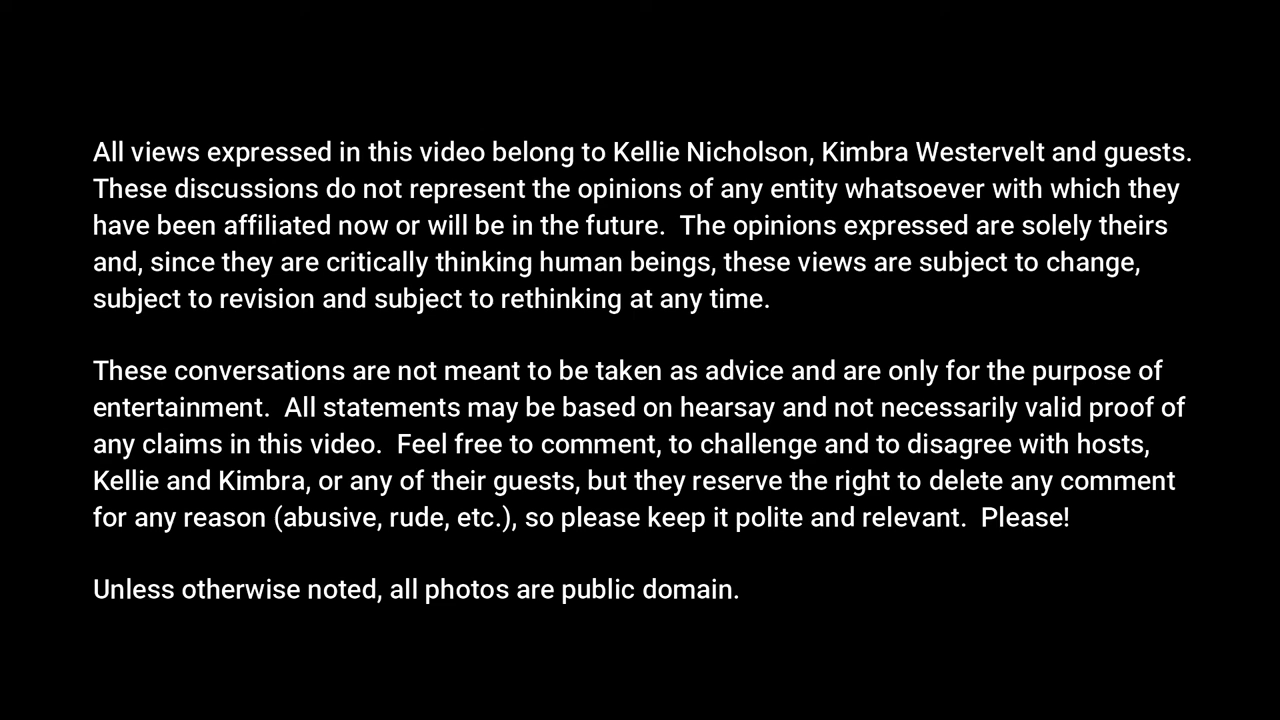 All views expressed in this video belong to Kellie Nicholson, Kimbra Westervelt and guests.
These discussions do not represent the opinions of any entity whatsoever with which they
have been affiliated now or will be in the future.  The opinions expressed are solely theirs
and, since they are critically thinking human beings, these views are subject to change,
subject to revision and subject to rethinking at any time.
These conversations are not meant to be taken as advice and are only for the purpose of
entertainment.  All statements may be based on hearsay and not necessarily valid proof of
any claims in this video.  Feel free to comment, to challenge and to disagree with hosts,
Kellie and Kimbra, or any of their guests, but they reserve the right to delete any comment
for any reason (abusive, rude, etc.), so please keep it polite and relevant.  Please!
Unless otherwise noted, all photos are public domain.